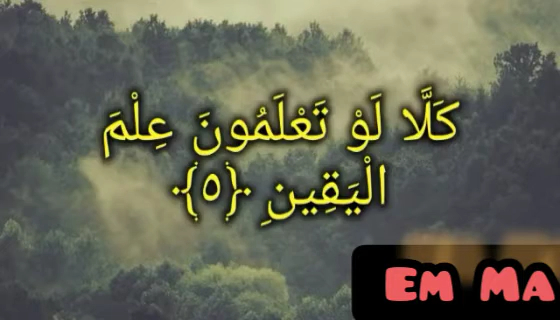 كَلَّا لَوْ تَعْلَمُونَ عِلْمَ
الْيَقِينِ ﴿٥﴾
Em Ma